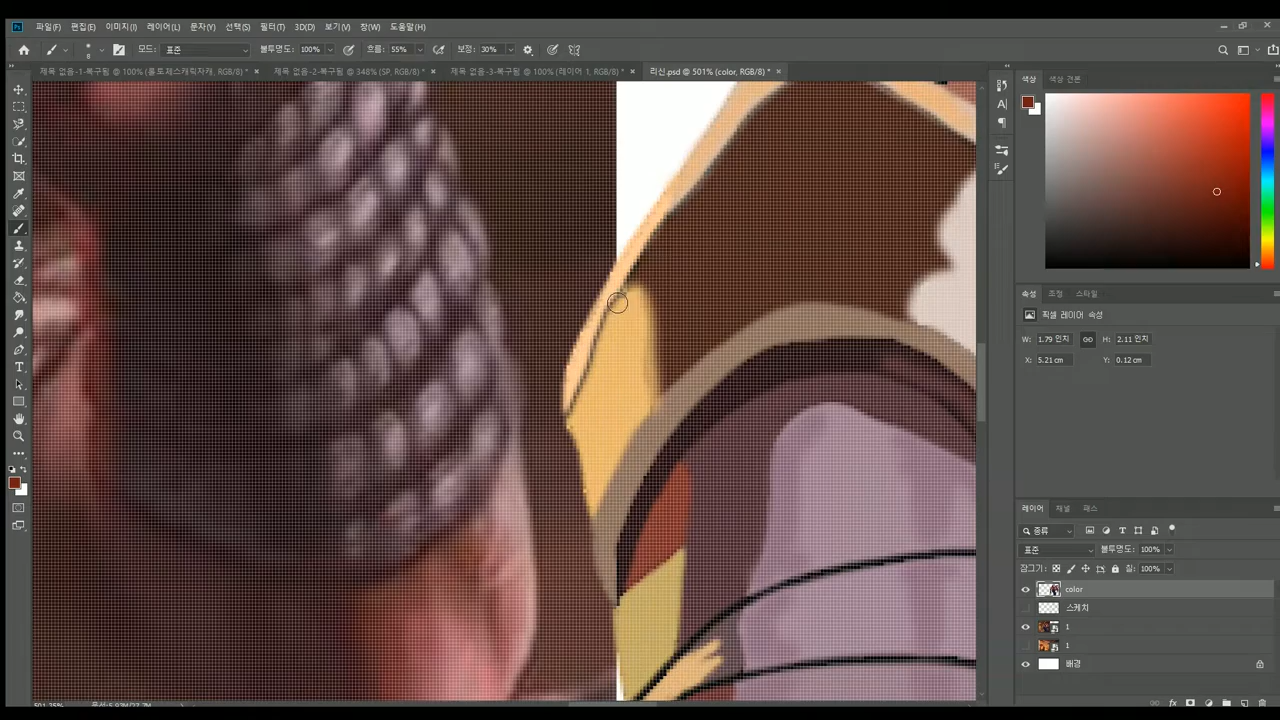 Ps 파일(F) 편집(E) 이미지(I) 레이어(L) 문자(Y) 선택(S) 필터(T) 3D(D) 보기(V) 창(W) 도움말(H)
8 모드: 표준 불투명도: 100% 흐름: 55% 보정: 30%
제목 없음-1-복구됨 @ 100% (롤토체스캐릭자캐, RGB/8) * × 제목 없음-2-복구됨 @ 348% (SP, RGB/8) * × 제목 없음-3-복구됨 @ 100% (레이어 1, RGB/8) * × 리신.psd @ 501% (color, RGB/8) * ×
색상 색상 견본
속성 조정 스타일
픽셀 레이어 속성
W: 1.79 인치 H: 2.11 인치
X: 5.21 cm Y: 0.12 cm
레이어 채널 패스
종류
표준 불투명도: 100%
잠그기: 칠: 100%
color
스케치
1
1
배경